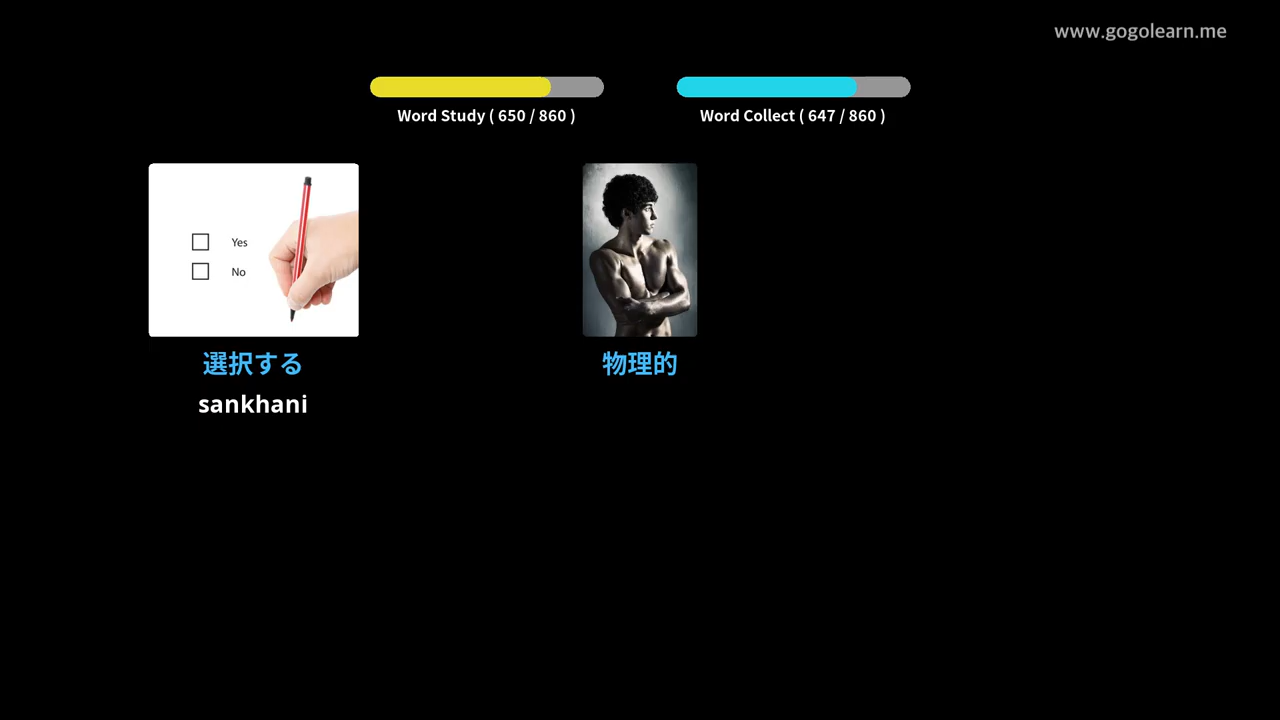 www.gogolearn.me
Word Study ( 650 / 860 )
Word Collect ( 647 / 860 )
Yes
No
選択する
sankhani
物理的